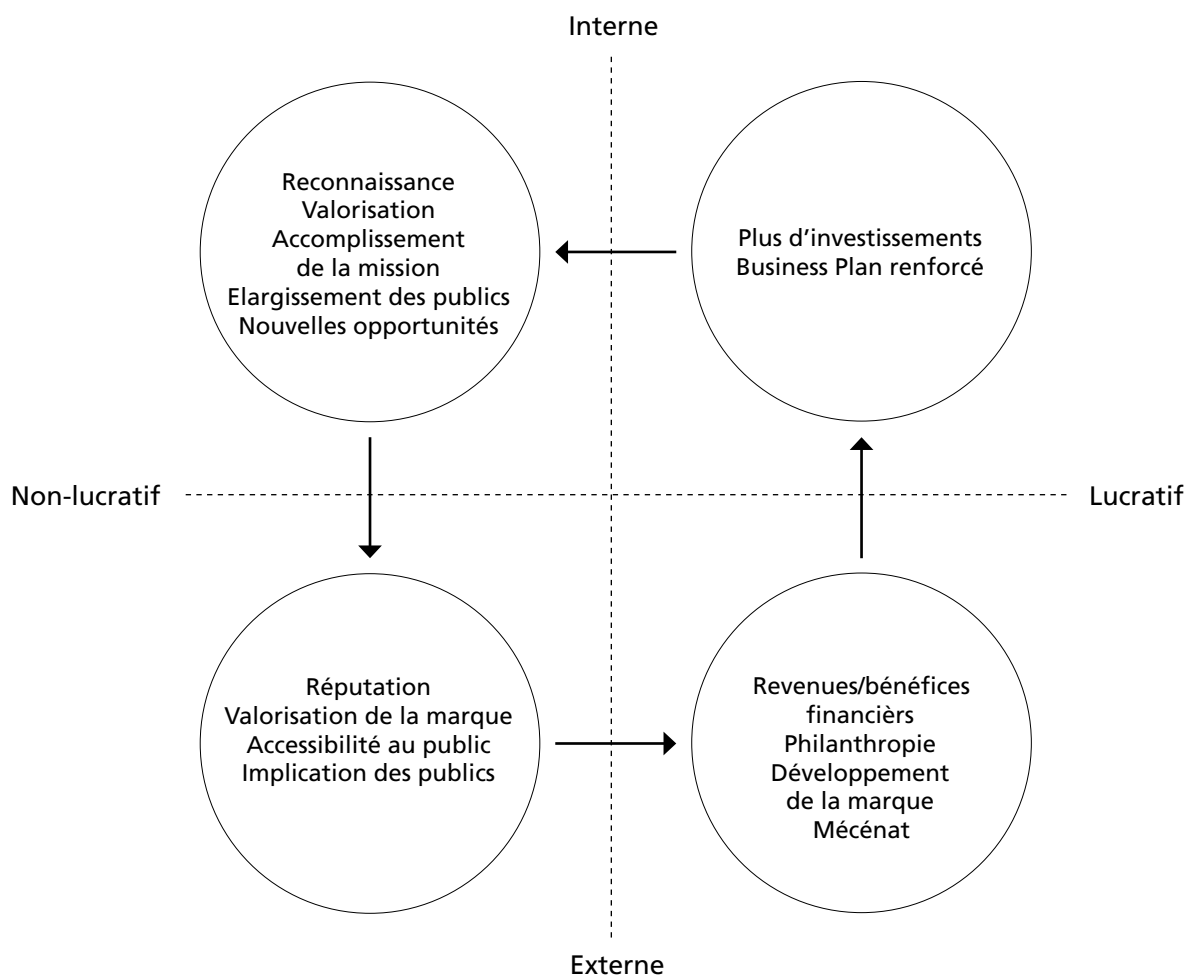 Interne
Reconnaissance
Valorisation
Accomplissement
de la mission
Elargissement des publics
Nouvelles opportunités
Plus d’investissements
Business Plan renforcé
Non-lucratif
Lucratif
Réputation
Valorisation de la marque
Accessibilité au public
Implication des publics
Revenues/bénéfices
financièrs
Philanthropie
Développement
de la marque
Mécénat
Externe